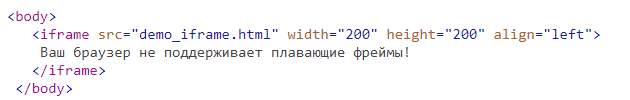 <body>
<iframe src="demo_iframe.html" width="200" height="200" align="left">
Ваш браузер не поддерживает плавающие фреймы!
</iframe>
</body>